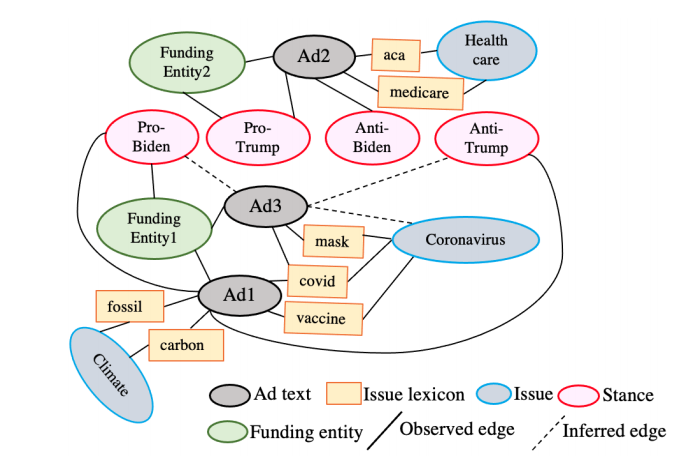 Funding
Entity2
Ad2
aca
Health
care
medicare
Pro-
Biden
Pro-
Trump
Anti-
Biden
Anti-
Trump
Ad3
Funding
Entity1
mask
Coronavirus
covid
Ad1
fossil
vaccine
carbon
Climate
Ad text
Issue lexicon
Issue
Stance
Funding entity
Observed edge
Inferred edge